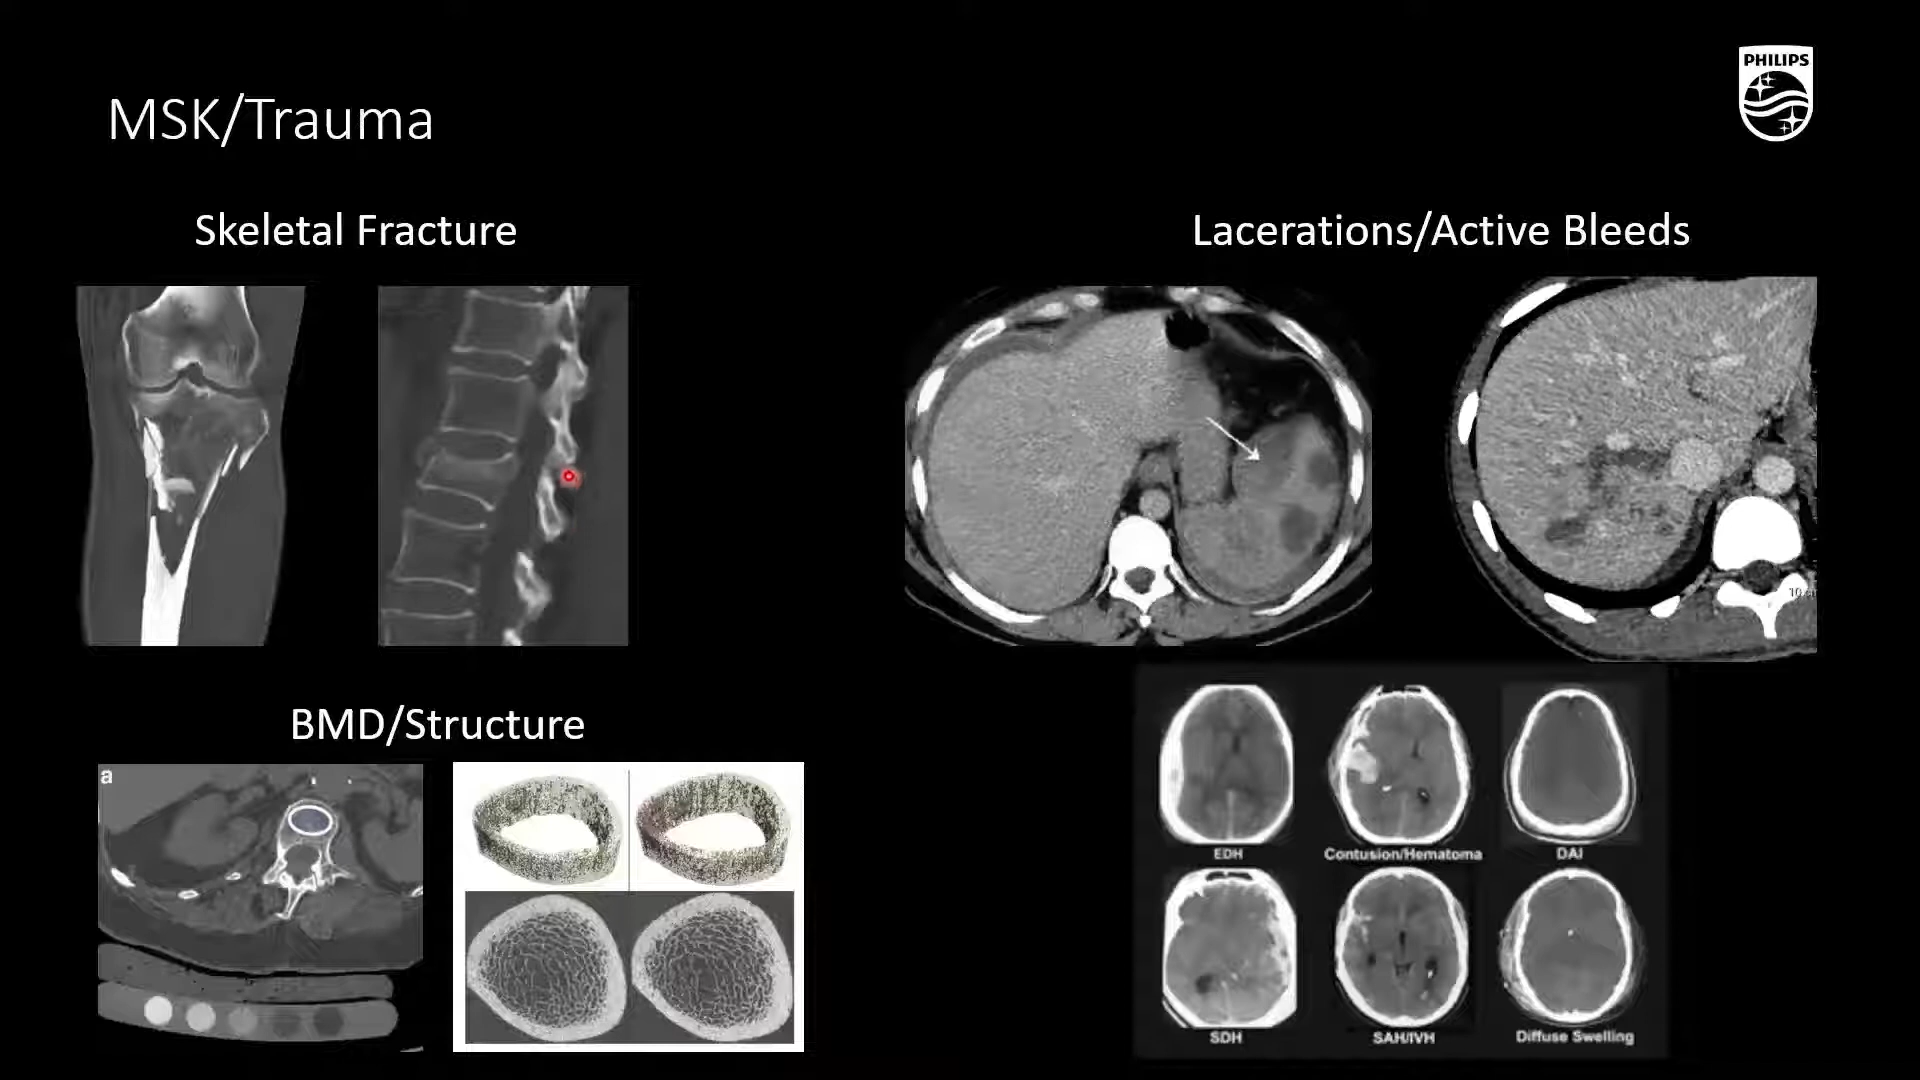 PHILIPS
MSK/Trauma
Skeletal Fracture
Lacerations/Active Bleeds
BMD/Structure
a
EDH
Contusion/Hematoma
DAI
SDH
SAH/IVH
Diffuse Swelling